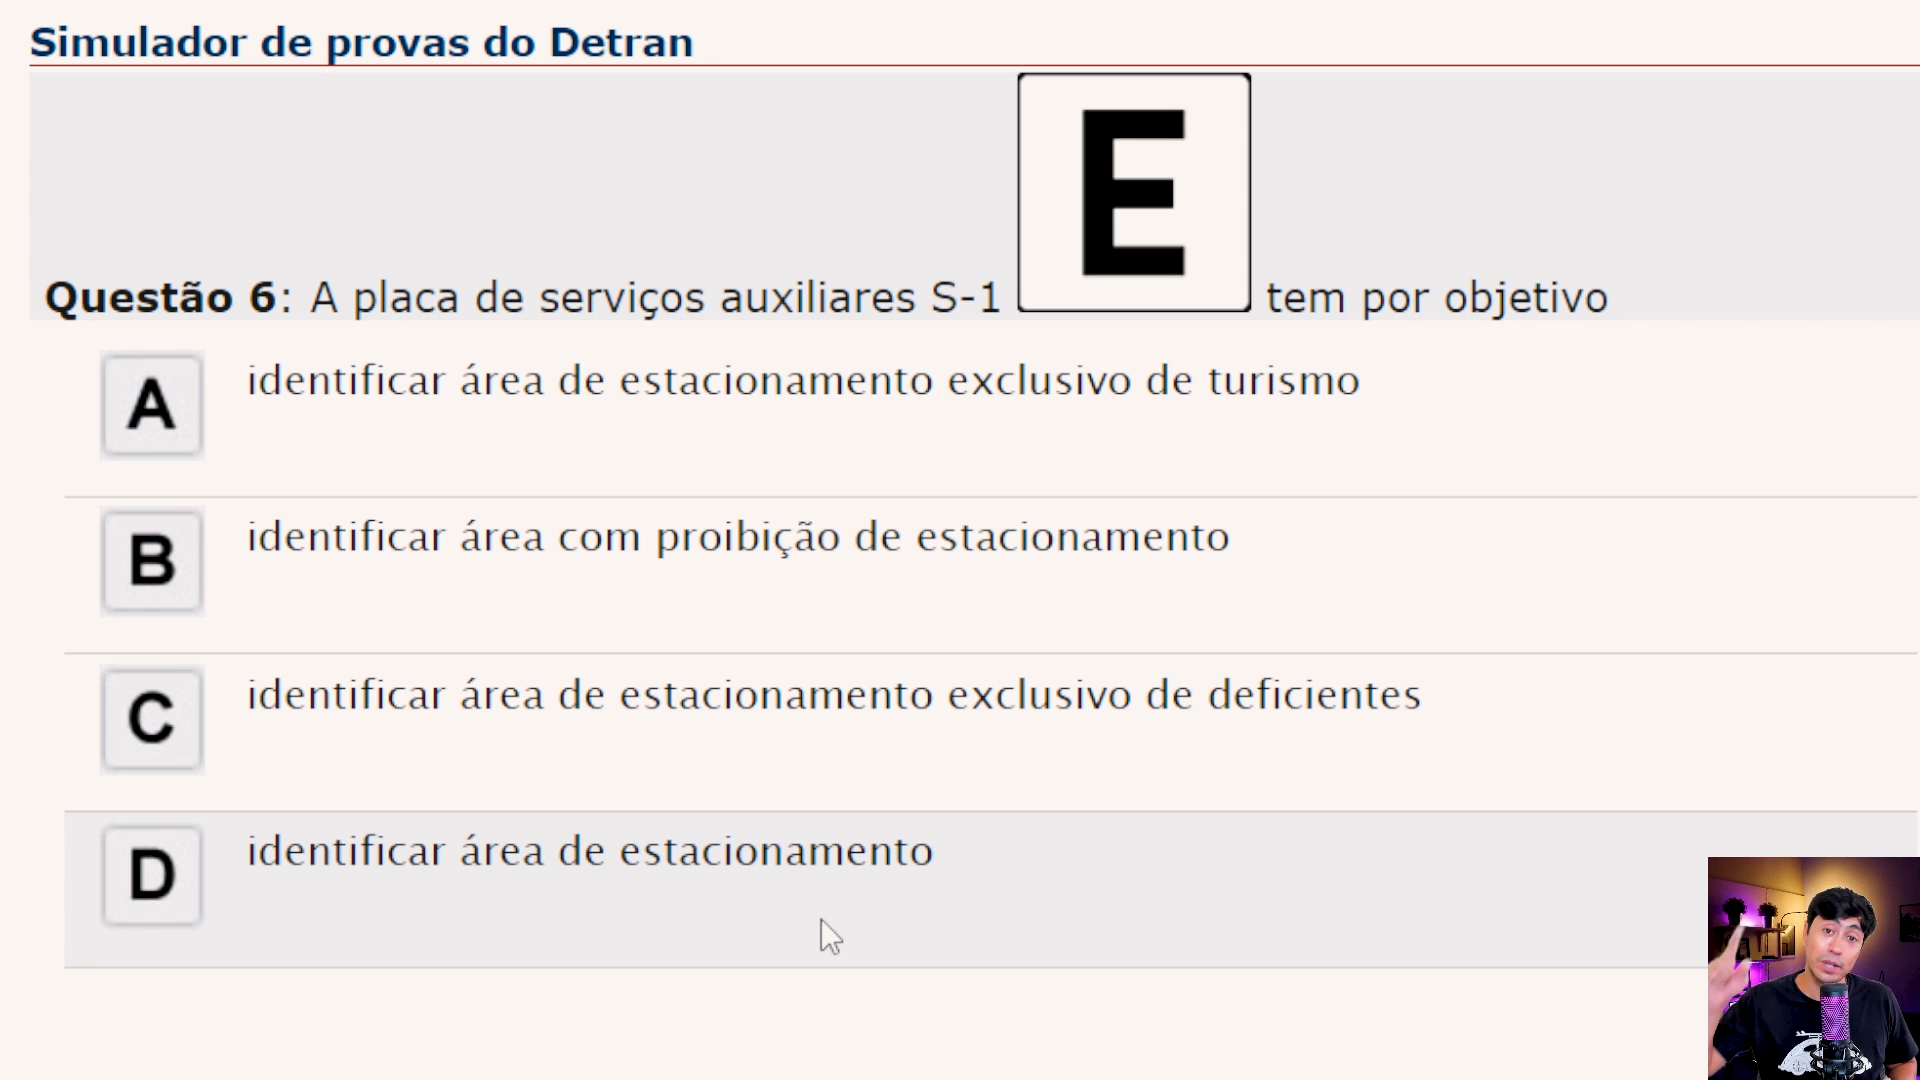 Simulador de provas do Detran
Questão 6: A placa de serviços auxiliares S-1 E tem por objetivo
A identificar área de estacionamento exclusivo de turismo
B identificar área com proibição de estacionamento
C identificar área de estacionamento exclusivo de deficientes
D identificar área de estacionamento